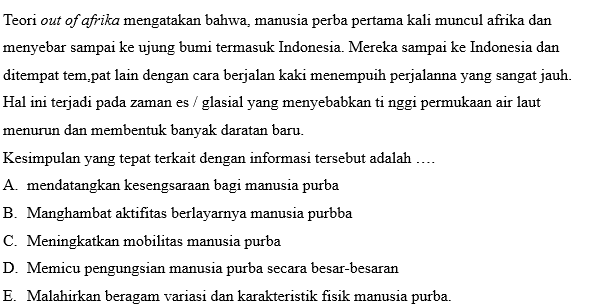 Teori out of afrika mengatakan bahwa, manusia perba pertama kali muncul afrika dan
menyebar sampai ke ujung bumi termasuk Indonesia. Mereka sampai ke Indonesia dan
ditempat tem,pat lain dengan cara berjalan kaki menempuih perjalanna yang sangat jauh.
Hal ini terjadi pada zaman es / glasial yang menyebabkan ti nggi permukaan air laut
menurun dan membentuk banyak daratan baru.
Kesimpulan yang tepat terkait dengan informasi tersebut adalah ….
A. mendatangkan kesengsaraan bagi manusia purba
B. Manghambat aktifitas berlayarnya manusia purbba
C. Meningkatkan mobilitas manusia purba
D. Memicu pengungsian manusia purba secara besar-besaran
E. Malahirkan beragam variasi dan karakteristik fisik manusia purba.